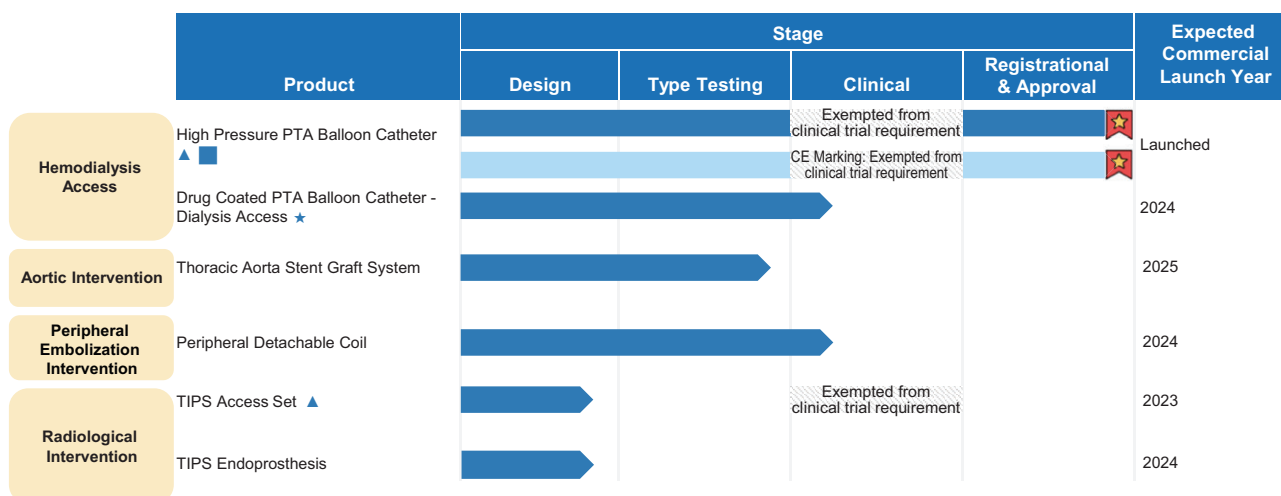 Product
Stage
Design
Type Testing
Clinical
Registrational
& Approval
Expected
Commercial
Launch Year
Hemodialysis
Access
High Pressure PTA Balloon Catheter
▲ ■
Exempted from
clinical trial requirement
CE Marking: Exempted from
clinical trial requirement
Launched
Drug Coated PTA Balloon Catheter -
Dialysis Access ★
2024
Aortic Intervention
Thoracic Aorta Stent Graft System
2025
Peripheral
Embolization
Intervention
Peripheral Detachable Coil
2024
Radiological
Intervention
TIPS Access Set ▲
Exempted from
clinical trial requirement
2023
TIPS Endoprosthesis
2024